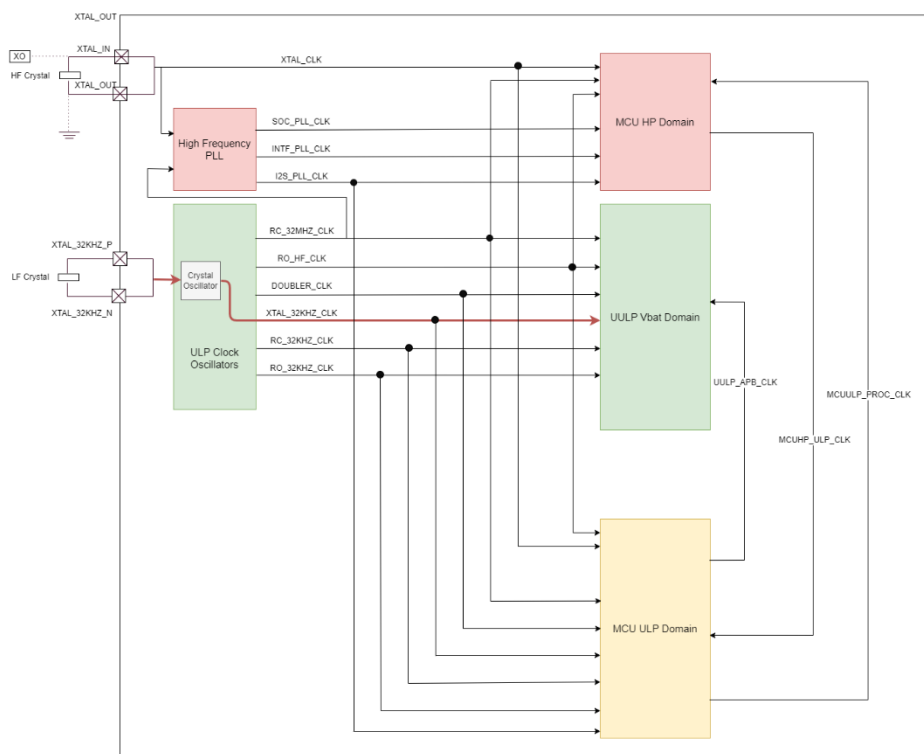 XTAL_OUT
XTAL_IN
XO
HF Crystal
XTAL_OUT
XTAL_CLK
MCU HP Domain
High Frequency
PLL
SOC_PLL_CLK
INTF_PLL_CLK
I2S_PLL_CLK
RC_32MHZ_CLK
RO_HF_CLK
DOUBLER_CLK
XTAL_32KHZ_CLK
RC_32KHZ_CLK
RO_32KHZ_CLK
XTAL_32KHZ_P
LF Crystal
XTAL_32KHZ_N
Crystal
Oscillator
ULP Clock
Oscillators
UULP Vbat Domain
UULP_APB_CLK
MCUULP_PROC_CLK
MCUHP_ULP_CLK
MCU ULP Domain